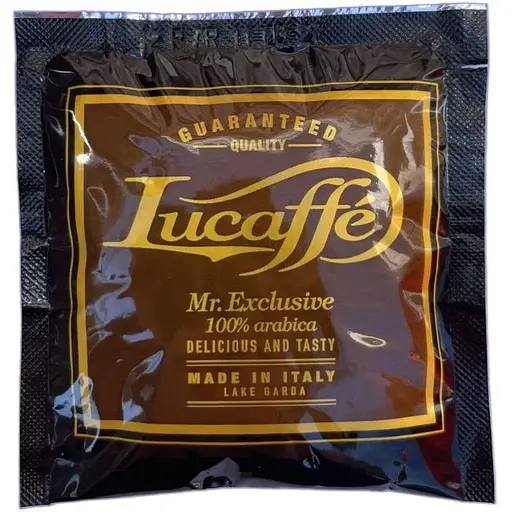 GUARANTEED
QUALITY
Lucaffé
Mr. Exclusive
100% arabica
DELICIOUS AND TASTY
MADE IN ITALY
LAKE GARDA